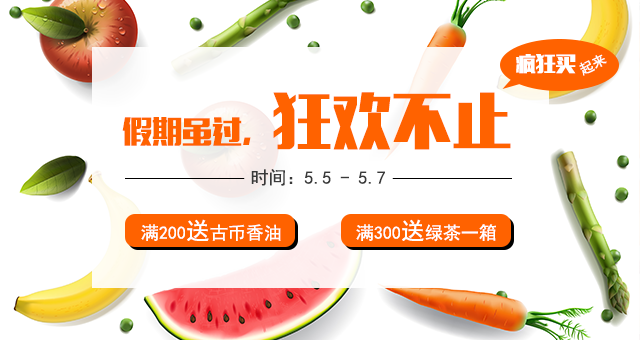 疯狂买起来
假期虽过，狂欢不止
时间：5.5 - 5.7
满200送古币香油
满300送绿茶一箱